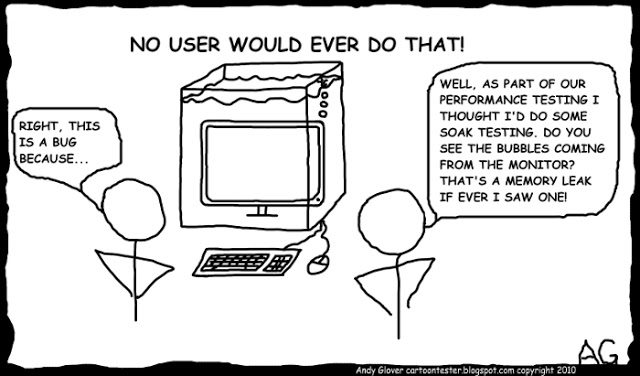 NO USER WOULD EVER DO THAT!
RIGHT, THIS
IS A BUG
BECAUSE...
WELL, AS PART OF OUR
PERFORMANCE TESTING I
THOUGHT I'D DO SOME
SOAK TESTING. DO YOU
SEE THE BUBBLES COMING
FROM THE MONITOR?
THAT'S A MEMORY LEAK
IF EVER I SAW ONE!
AG
Andy Glover cartoontester.blogspot.com copyright 2010